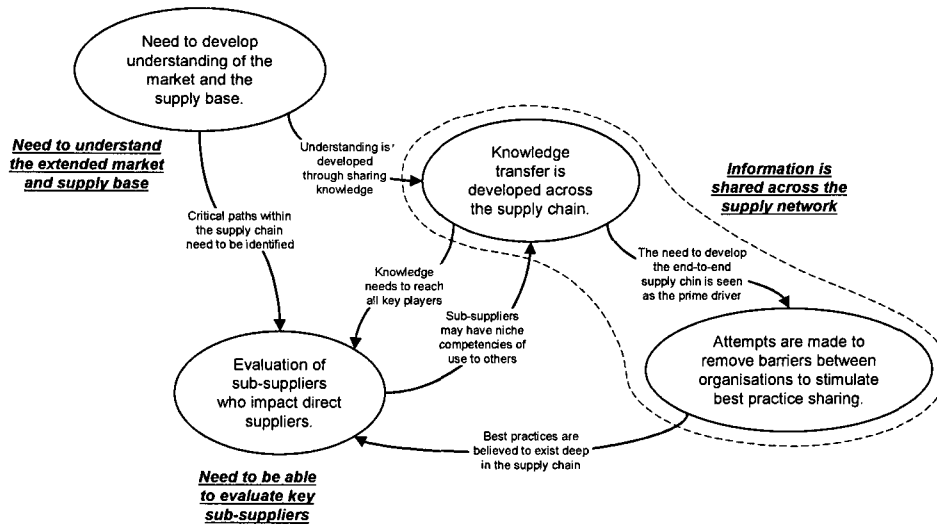 Need to develop
understanding of the
market and the
supply base.
Need to understand
the extended market
and supply base
Understanding is
developed
through sharing
knowledge
Knowledge
transfer is
developed across
the supply chain.
Information is
shared across the
supply network
Critical paths within
the supply chain
need to be identified
Knowledge
needs to reach
all key players
Sub-suppliers
may have niche
competencies of
use to others
The need to develop
the end-to-end
supply chin is seen
as the prime driver
Evaluation of
sub-suppliers
who impact direct
suppliers.
Attempts are made to
remove barriers between
organisations to stimulate
best practice sharing.
Best practices are
believed to exist deep
in the supply chain
Need to be able
to evaluate key
sub-suppliers